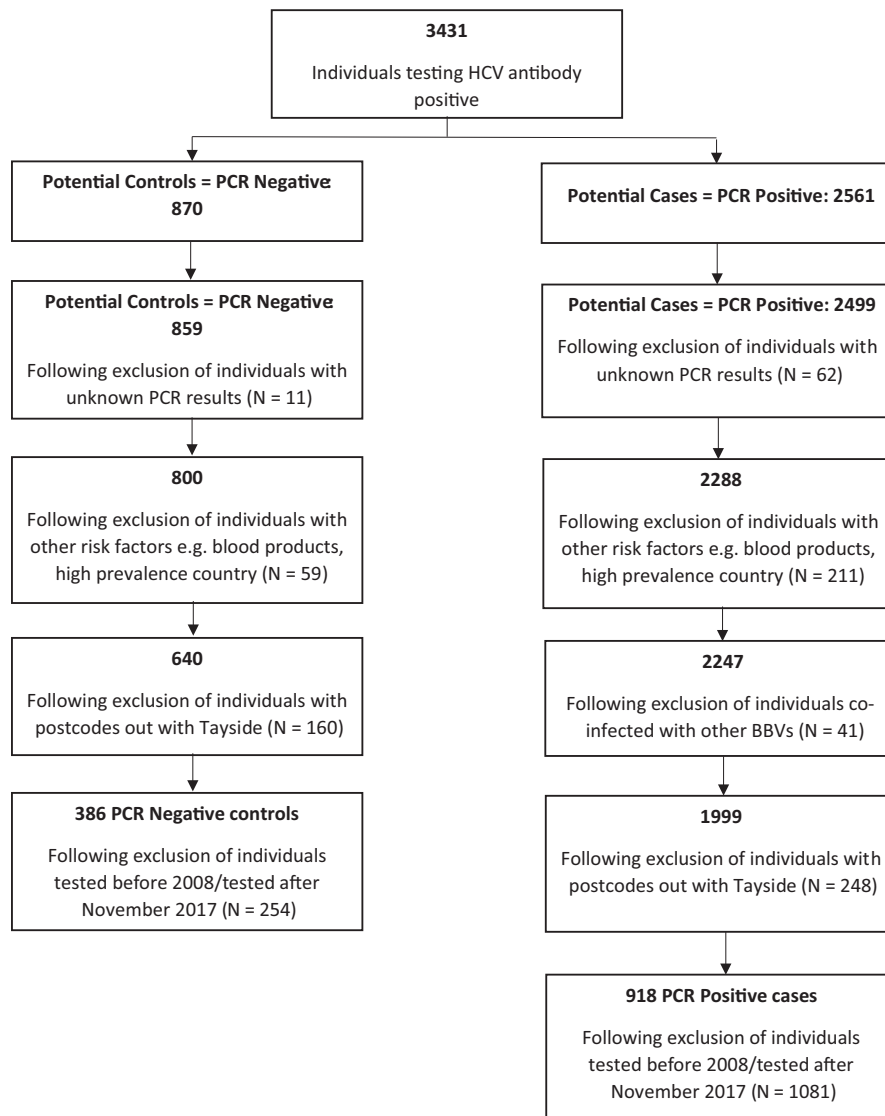 3431
Individuals testing HCV antibody
positive
Potential Controls = PCR Negative:
870
Potential Controls = PCR Negative:
859
Following exclusion of individuals with
unknown PCR results (N = 11)
800
Following exclusion of individuals with
other risk factors e.g. blood products,
high prevalence country (N = 59)
640
Following exclusion of individuals with
postcodes out with Tayside (N = 160)
386 PCR Negative controls
Following exclusion of individuals
tested before 2008/tested after
November 2017 (N = 254)
Potential Cases = PCR Positive: 2561
Potential Cases = PCR Positive: 2499
Following exclusion of individuals with
unknown PCR results (N = 62)
2288
Following exclusion of individuals with
other risk factors e.g. blood products,
high prevalence country (N = 211)
2247
Following exclusion of individuals co-
infected with other BBVs (N = 41)
1999
Following exclusion of individuals with
postcodes out with Tayside (N = 248)
918 PCR Positive cases
Following exclusion of individuals
tested before 2008/tested after
November 2017 (N = 1081)